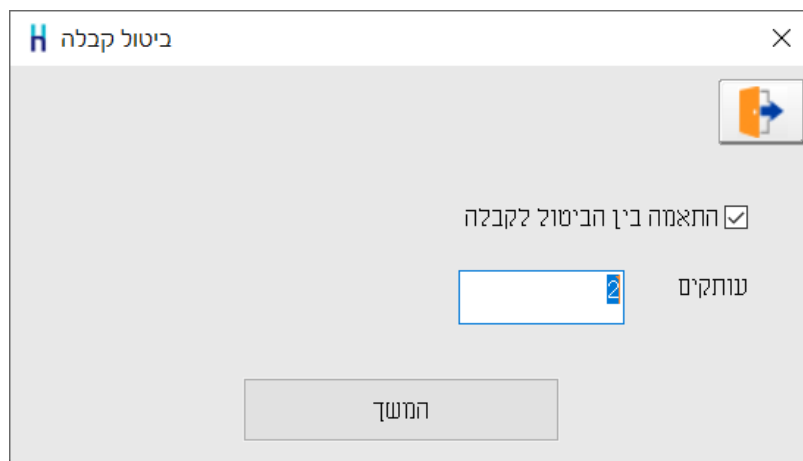 ביטול קבלה
התאמה בין הביטול לקבלה
עותקים 2
המשך